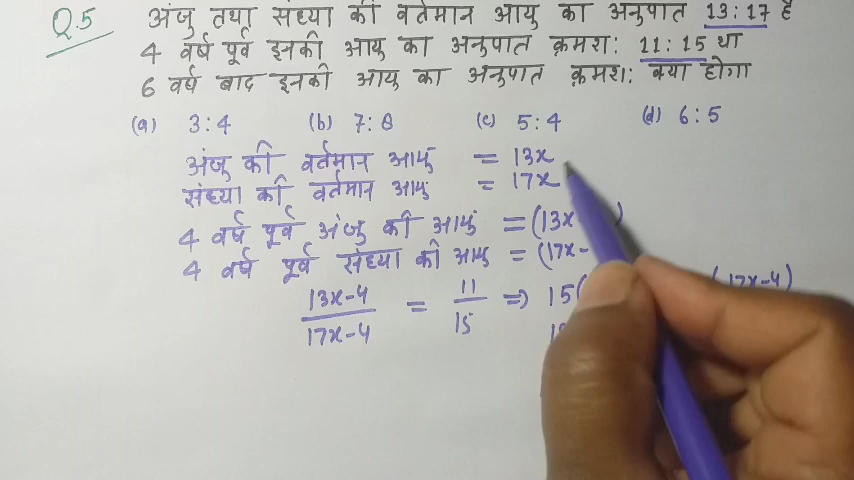 Q.5 अंजु तथा संध्या की वर्तमान आयु का अनुपात 13:17 है
4 वर्ष पूर्व इनकी आयु का अनुपात क्रमश: 11:15 था
6 वर्ष बाद इनकी आयु का अनुपात क्रमश: क्या होगा
(a) 3:4 (b) 7:8 (c) 5:4 (d) 6:5
अंजु की वर्तमान आयु = 13x
संध्या की वर्तमान आयु = 17x
4 वर्ष पूर्व अंजु की आयु = (13x )
4 वर्ष पूर्व संध्या की आयु = (17x-
13x-4 / 17x-4 = 11 / 15 ⇒ 15( (17x-4)